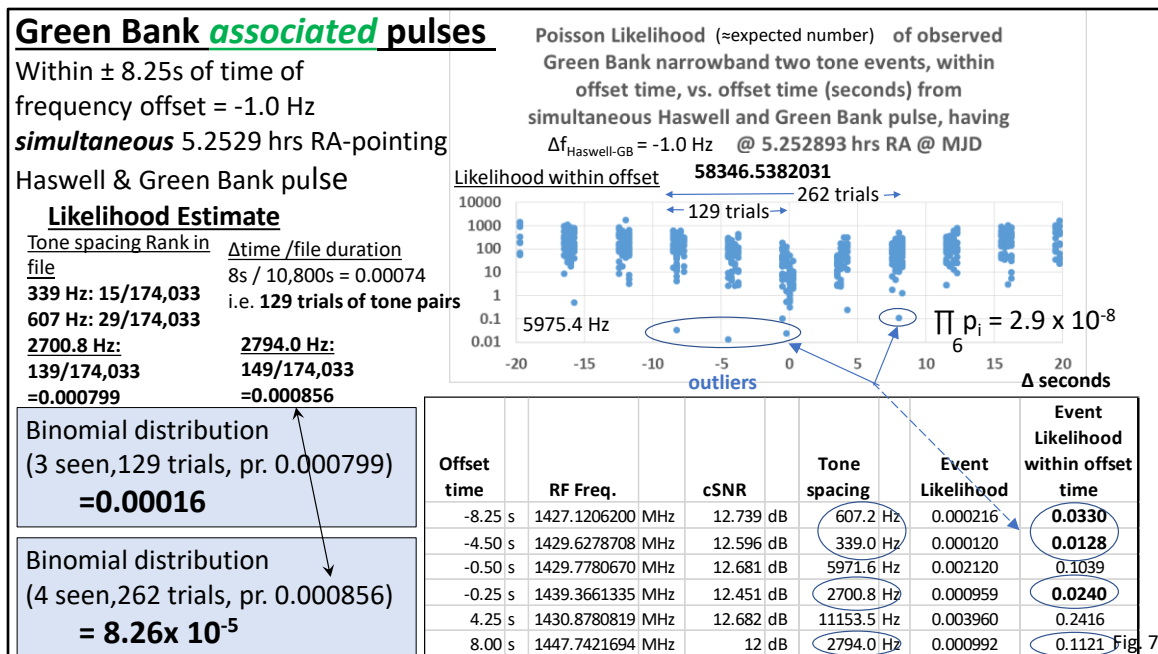 Green Bank associated pulses
Within ± 8.25s of time of
frequency offset = -1.0 Hz
simultaneous 5.2529 hrs RA-pointing
Haswell & Green Bank pulse
Likelihood Estimate
Tone spacing Rank in
file
339 Hz: 15/174,033
607 Hz: 29/174,033
2700.8 Hz:
139/174,033
=0.000799
Δtime /file duration
8s / 10,800s = 0.00074
i.e. 129 trials of tone pairs
2794.0 Hz:
149/174,033
=0.000856
Binomial distribution
(3 seen,129 trials, pr. 0.000799)
=0.00016
Binomial distribution
(4 seen,262 trials, pr. 0.000856)
= 8.26x 10-5
Poisson Likelihood (≈expected number) of observed
Green Bank narrowband two tone events, within
offset time, vs. offset time (seconds) from
simultaneous Haswell and Green Bank pulse, having
ΔfHaswell-GB = -1.0 Hz @ 5.252893 hrs RA @ MJD
58346.5382031
Likelihood within offset
262 trials
129 trials
10000
1000
100
10
1
0.1
0.01
5975.4 Hz
∏ pi = 2.9 x 10-8
6
-20 -15 -10 -5 0 5 10 15 20
outliers
Δ seconds
Offset time RF Freq. cSNR Tone spacing Event Likelihood Event Likelihood within offset time
-8.25 s 1427.1206200 MHz 12.739 dB 607.2 Hz 0.000216 0.0330
-4.50 s 1429.6278708 MHz 12.596 dB 339.0 Hz 0.000120 0.0128
-0.50 s 1429.7780670 MHz 12.681 dB 5971.6 Hz 0.002120 0.1039
-0.25 s 1439.3661335 MHz 12.451 dB 2700.8 Hz 0.000959 0.0240
4.25 s 1430.8780819 MHz 12.682 dB 11153.5 Hz 0.003960 0.2416
8.00 s 1447.7421694 MHz 12 dB 2794.0 Hz 0.000992 0.1121
Fig. 7